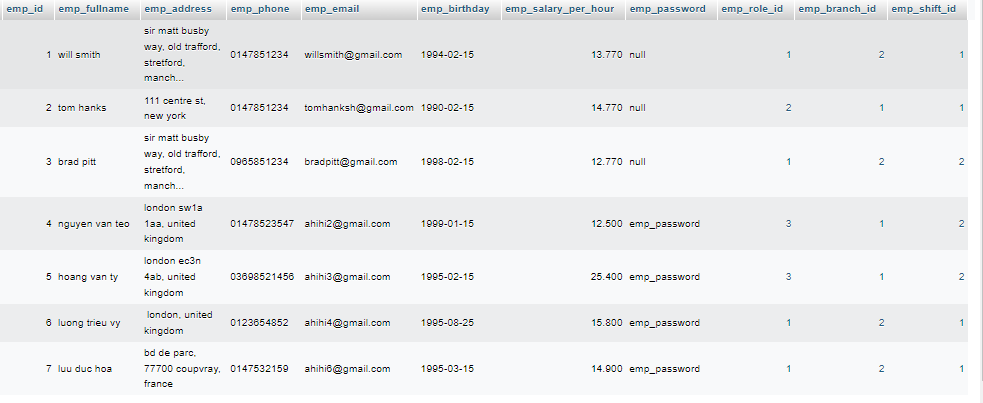 emp_id emp_fullname emp_address emp_phone emp_email emp_birthday emp_salary_per_hour emp_password emp_role_id emp_branch_id emp_shift_id
1 will smith sir matt busby way, old trafford, stretford, manch... 0147851234 willsmith@gmail.com 1994-02-15 13.770 null 1 2 1
2 tom hanks 111 centre st, new york 0147851234 tomhanksh@gmail.com 1990-02-15 14.770 null 2 1 1
3 brad pitt sir matt busby way, old trafford, stretford, manch... 0965851234 bradpitt@gmail.com 1998-02-15 12.770 null 1 2 2
4 nguyen van teo london sw1a 1aa, united kingdom 01478523547 ahihi2@gmail.com 1999-01-15 12.500 emp_password 3 1 2
5 hoang van ty london ec3n 4ab, united kingdom 03698521456 ahihi3@gmail.com 1995-02-15 25.400 emp_password 3 1 2
6 luong trieu vy london, united kingdom 0123654852 ahihi4@gmail.com 1995-08-25 15.800 emp_password 1 2 1
7 luu duc hoa bd de parc, 77700 coupvray, france 0147532159 ahihi6@gmail.com 1995-03-15 14.900 emp_password 1 2 1